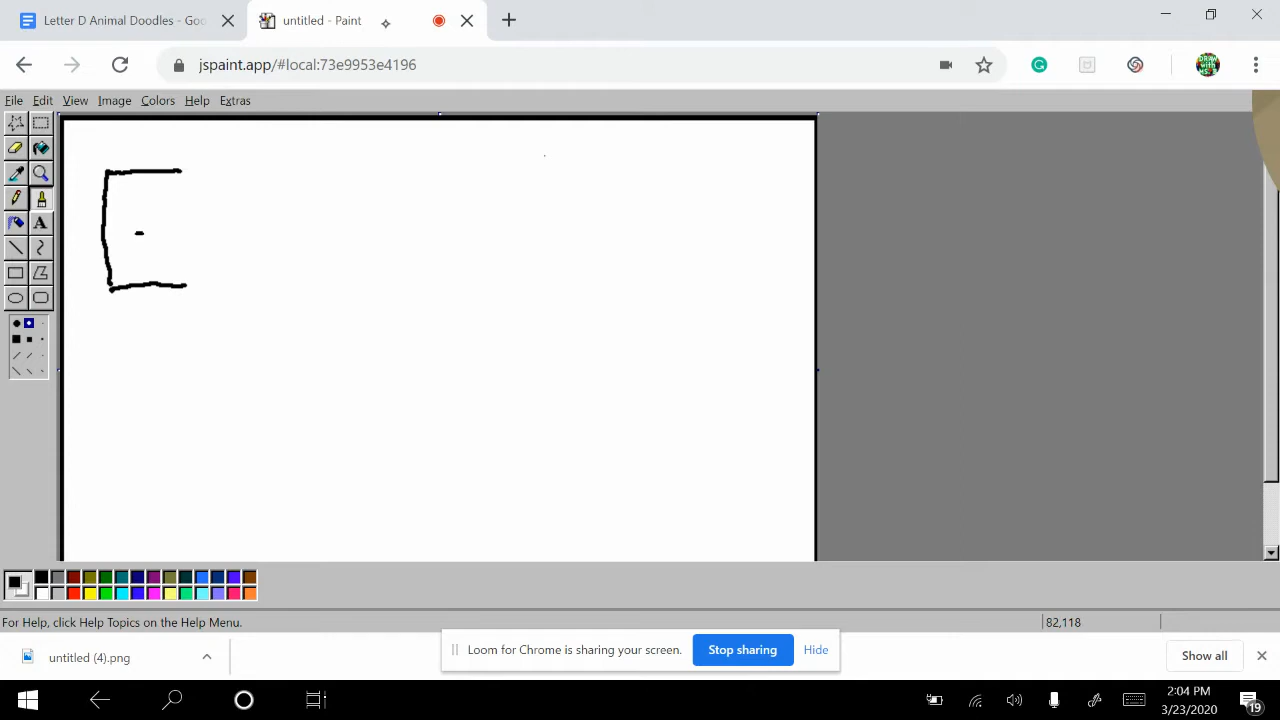 Letter D Animal Doodles - Goo
untitled - Paint
jspaint.app/#local:73e9953e4196
File Edit View Image Colors Help Extras
For Help, click Help Topics on the Help Menu.
82,118
untitled (4).png
Loom for Chrome is sharing your screen.
Stop sharing
Hide
Show all
2:04 PM
3/23/2020
19